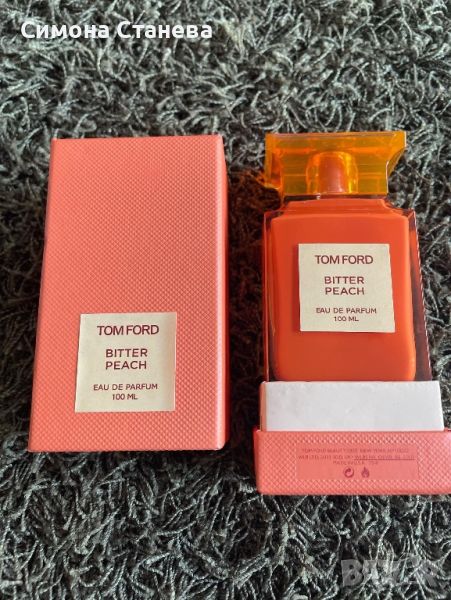 Симона Станева
TOM FORD
BITTER
PEACH
EAU DE PARFUM
100 ML
TOM FORD
BITTER
PEACH
EAU DE PARFUM
100 ML